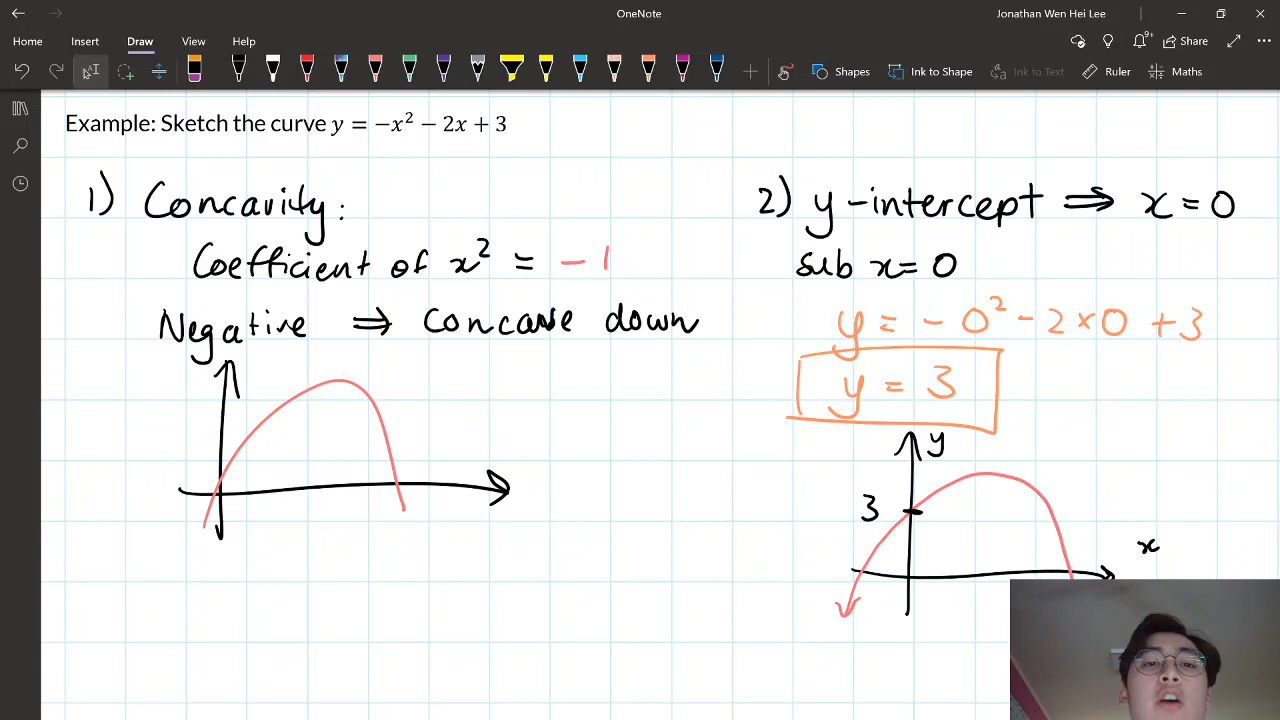 OneNote
Jonathan Wen Hei Lee
Home Insert Draw View Help
9+ Share
Shapes Ink to Shape Ink to Text Ruler Maths
Example: Sketch the curve y = −x² − 2x + 3
1) Concavity:
Coefficient of x² = -1
Negative ⇒ concave down
2) y-intercept ⇒ x = 0
sub x = 0
y = -0² - 2×0 + 3
y = 3
y
3
x